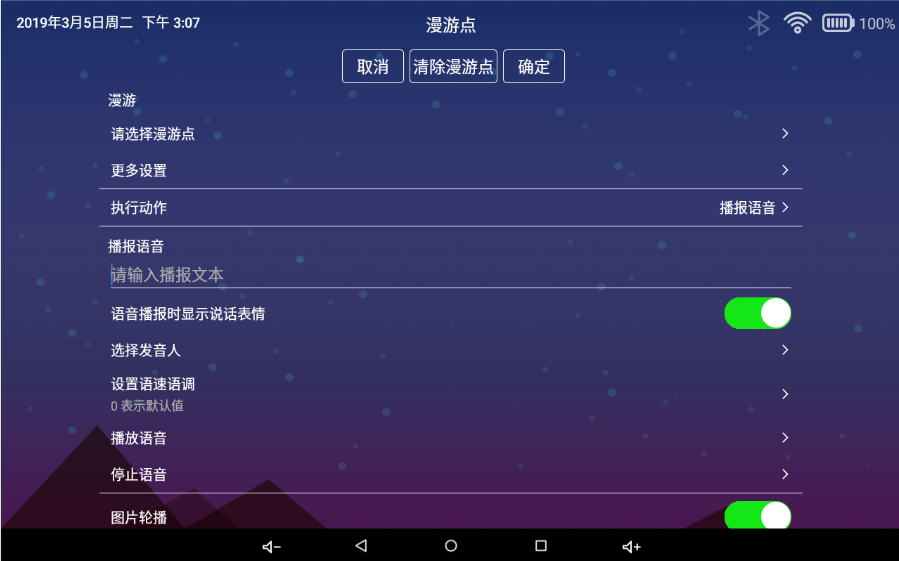 2019年3月5日周二 下午 3:07
漫游点
100%
取消 清除漫游点 确定
漫游
请选择漫游点
更多设置
执行动作 播报语音
播报语音
请输入播报文本
语音播报时显示说话表情
选择发音人
设置语速语调
0 表示默认值
播放语音
停止语音
图片轮播